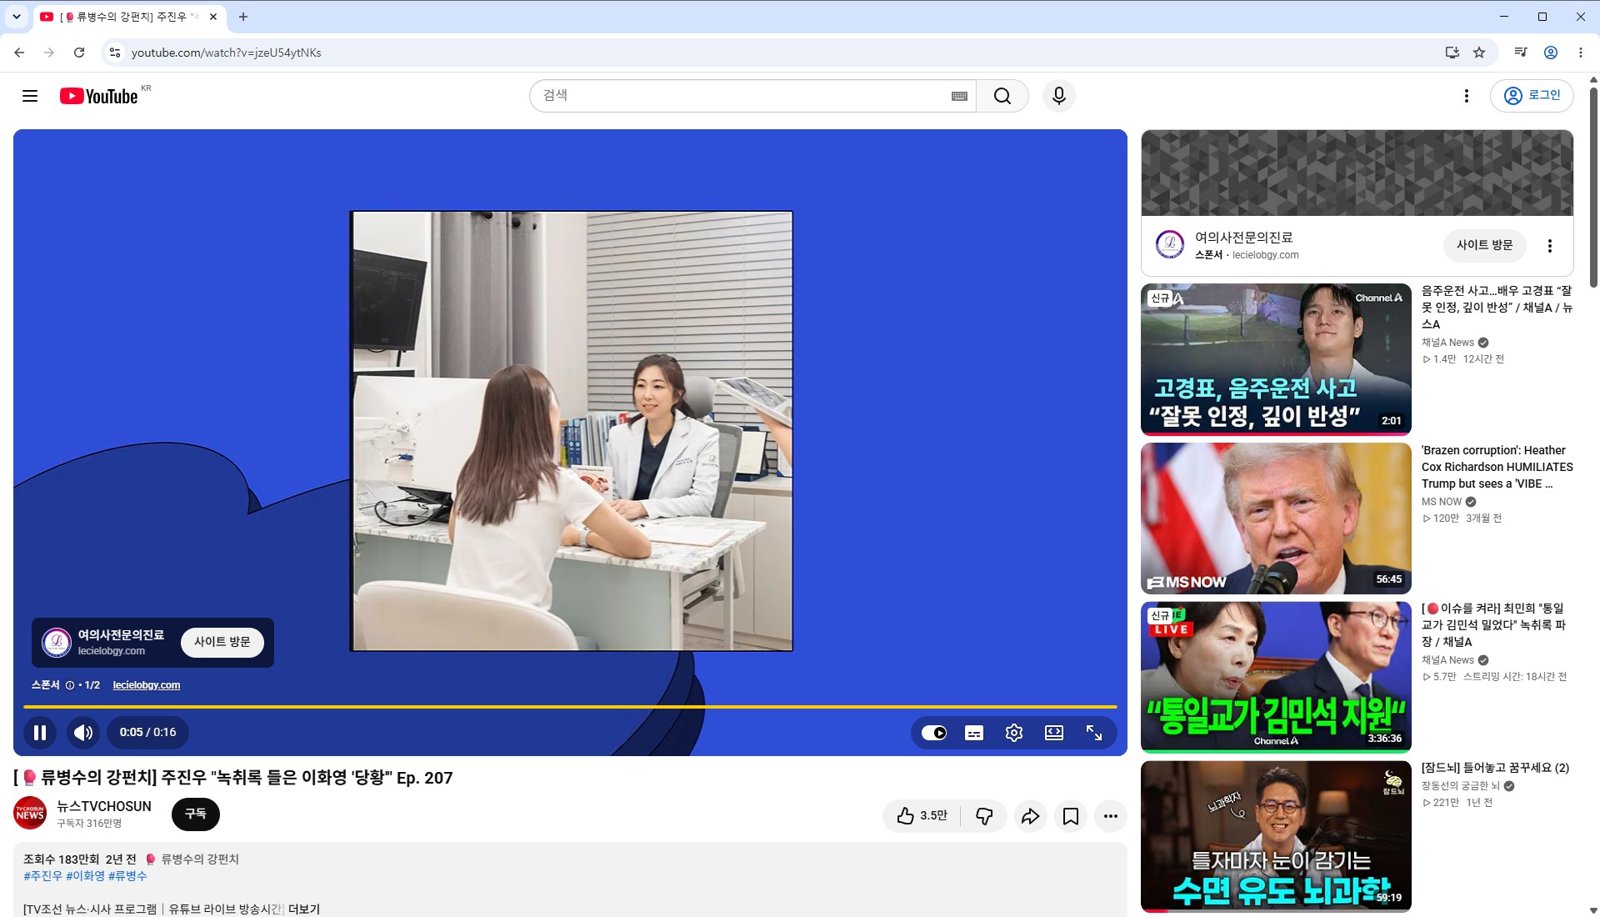 [🥊류병수의 강펀치] 주진우 "녹
youtube.com/watch?v=jzeU54ytNKs
YouTube KR
검색
로그인
여의사전문의진료
lecielobgy.com
사이트 방문
스폰서 · 1/2 lecielobgy.com
0:05 / 0:16
[🥊류병수의 강펀치] 주진우 "녹취록 들은 이화영 '당황'" Ep. 207
TVCHOSUN
NEWS
뉴스TVCHOSUN
구독자 316만명
구독
3.5만
조회수 183만회 2년 전 🥊 류병수의 강펀치
#주진우 #이화영 #류병수
[TV조선 뉴스·시사 프로그램｜유튜브 라이브 방송시간] 더보기
여의사전문의진료
스폰서 · lecielobgy.com
사이트 방문
신규
Channel A
고경표, 음주운전 사고
“잘못 인정, 깊이 반성”
2:01
음주운전 사고…배우 고경표 “잘
못 인정, 깊이 반성” / 채널A / 뉴
스A
채널A News
1.4만 12시간 전
MS NOW
56:45
'Brazen corruption': Heather
Cox Richardson HUMILIATES
Trump but sees a 'VIBE ...
MS NOW
120만 3개월 전
신규
LIVE
“통일교가 김민석 지원“
Channel A
3:36:36
[🔴이슈를 켜라] 최민희 "통일
교가 김민석 밀었다" 녹취록 파
장 / 채널A
채널A News
5.7만 스트리밍 시간: 18시간 전
뇌과학자
잠드뇌
틀자마자 눈이 감기는
수면 유도 뇌과학
59:19
[잠드뇌] 틀어놓고 꿈꾸세요 (2)
장동선의 궁금한 뇌
221만 1년 전